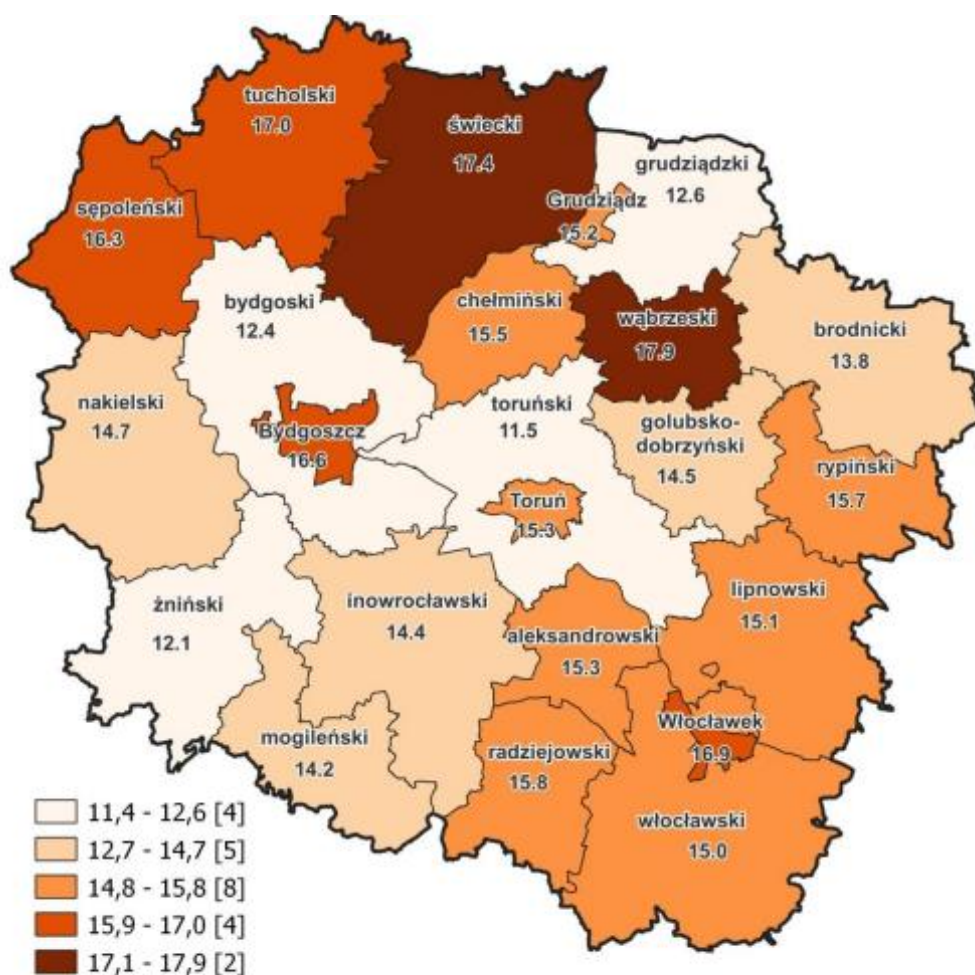 tucholski
17.0
świecki
17.4
grudziądzki
12.6
Grudziądz
15.2
sępoleński
16.3
bydgoski
12.4
chełmiński
15.5
wąbrzeski
17.9
brodnicki
13.8
nakielski
14.7
Bydgoszcz
16.6
toruński
11.5
golubsko-
dobrzyński
14.5
rypiński
15.7
Toruń
15.3
żniński
12.1
inowrocławski
14.4
aleksandrowski
15.3
lipnowski
15.1
mogileński
14.2
radziejowski
15.8
Włocławek
16.9
włocławski
15.0
11,4 - 12,6 [4]
12,7 - 14,7 [5]
14,8 - 15,8 [8]
15,9 - 17,0 [4]
17,1 - 17,9 [2]